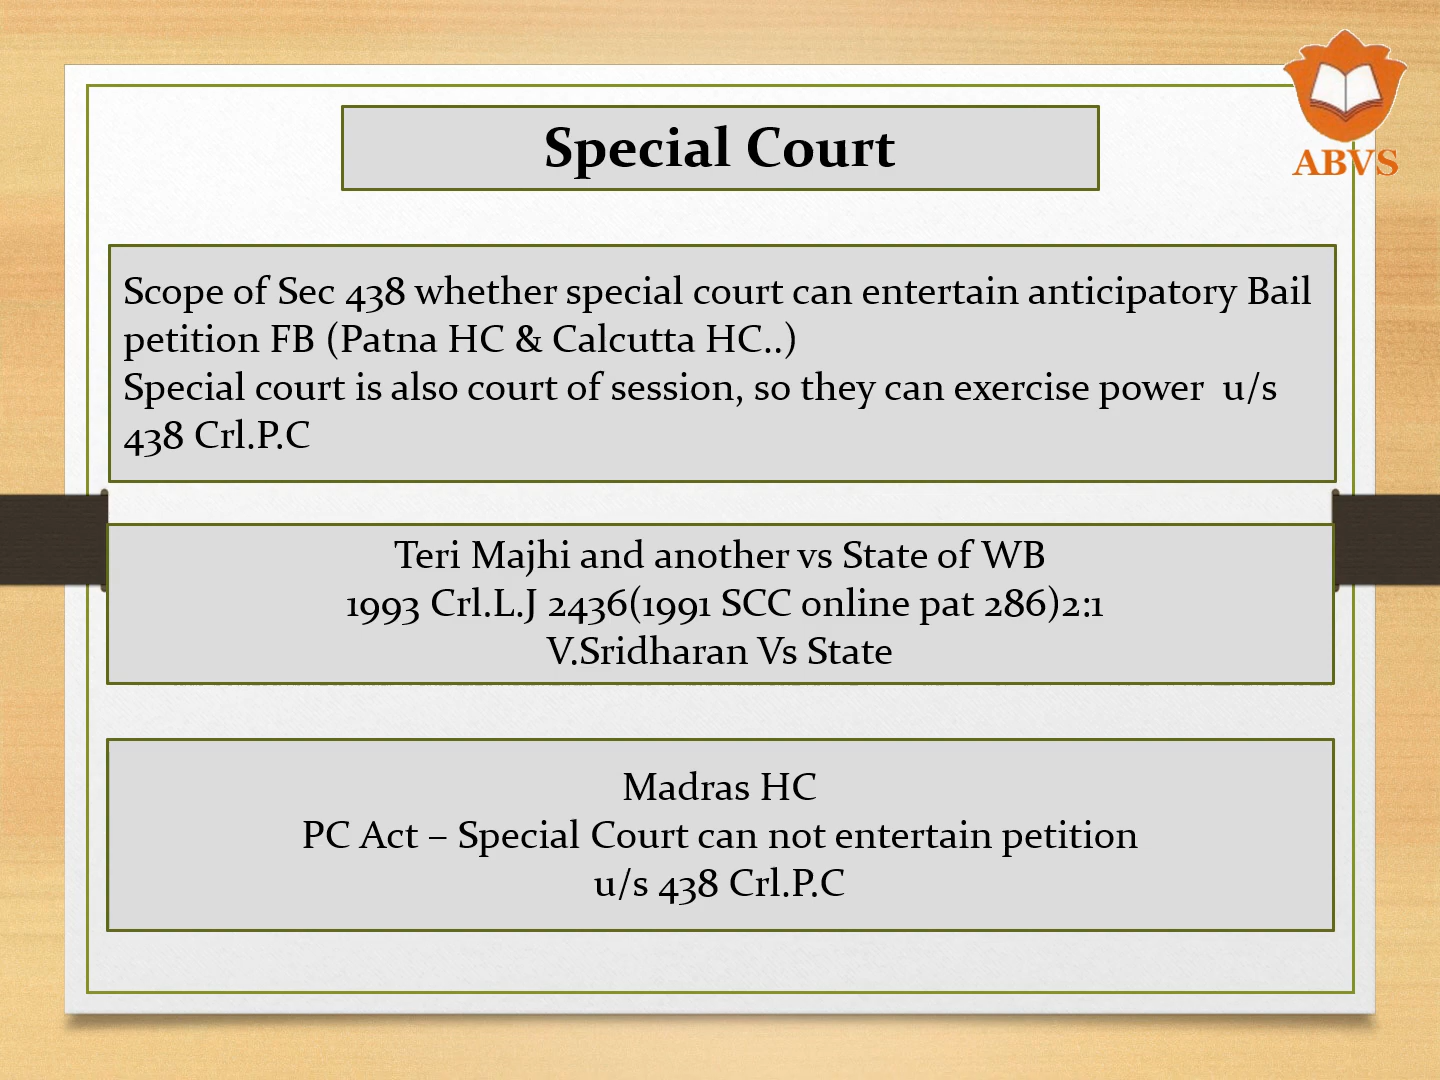 ABVS
Special Court
Scope of Sec 438 whether special court can entertain anticipatory Bail
petition FB (Patna HC & Calcutta HC..)
Special court is also court of session, so they can exercise power  u/s
438 Crl.P.C
Teri Majhi and another vs State of WB
1993 Crl.L.J 2436(1991 SCC online pat 286)2:1
V.Sridharan Vs State
Madras HC
PC Act – Special Court can not entertain petition
u/s 438 Crl.P.C